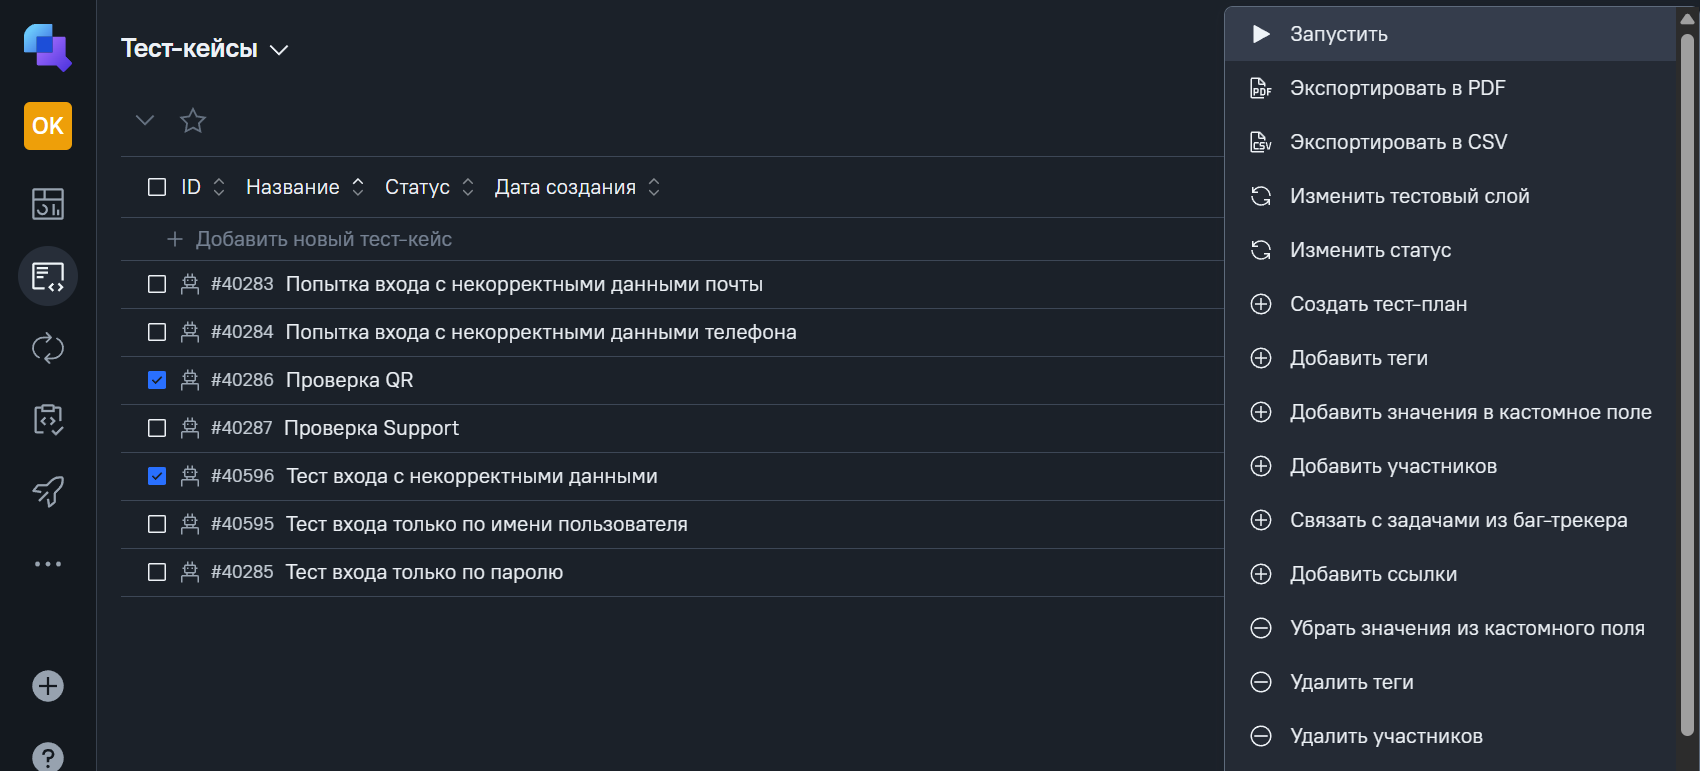 Тест-кейсы
OK
ID Название Статус Дата создания
Добавить новый тест-кейс
#40283 Попытка входа с некорректными данными почты
#40284 Попытка входа с некорректными данными телефона
#40286 Проверка QR
#40287 Проверка Support
#40596 Тест входа с некорректными данными
#40595 Тест входа только по имени пользователя
#40285 Тест входа только по паролю
Запустить
PDF Экспортировать в PDF
CSV Экспортировать в CSV
Изменить тестовый слой
Изменить статус
Создать тест-план
Добавить теги
Добавить значения в кастомное поле
Добавить участников
Связать с задачами из баг-трекера
Добавить ссылки
Убрать значения из кастомного поля
Удалить теги
Удалить участников